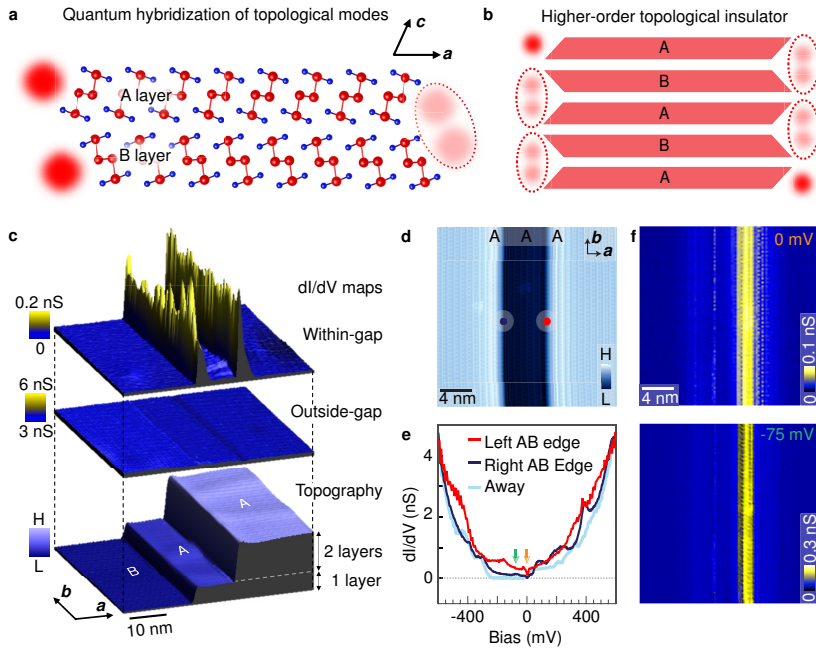 a
Quantum hybridization of topological modes
c
a
A layer
B layer
b
Higher-order topological insulator
A
B
A
B
A
c
dI/dV maps
0.2 nS
0
Within-gap
6 nS
3 nS
Outside-gap
Topography
H
L
A
A
B
2 layers
1 layer
b
a
10 nm
d
A A A
b
a
H
L
4 nm
e
Left AB edge
Right AB Edge
Away
dI/dV (nS)
4
2
0
-400 0 400
Bias (mV)
f
0 mV
4 nm
0 0.1 nS
-75 mV
0 0.3 nS